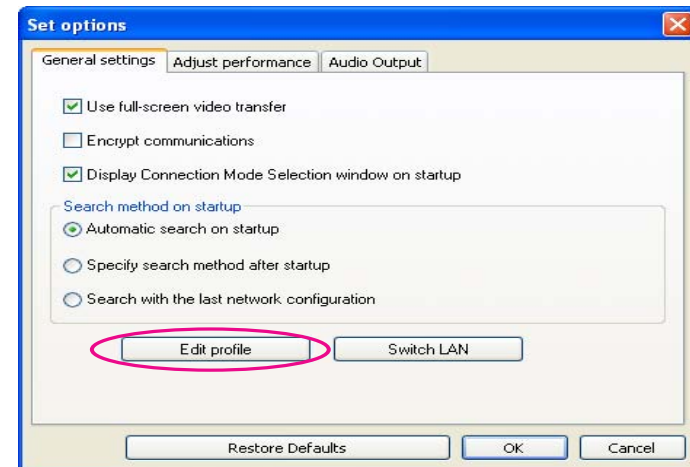 Set options
General settings Adjust performance Audio Output
Use full-screen video transfer
Encrypt communications
Display Connection Mode Selection window on startup
Search method on startup
Automatic search on startup
Specify search method after startup
Search with the last network configuration
Edit profile Switch LAN
Restore Defaults OK Cancel